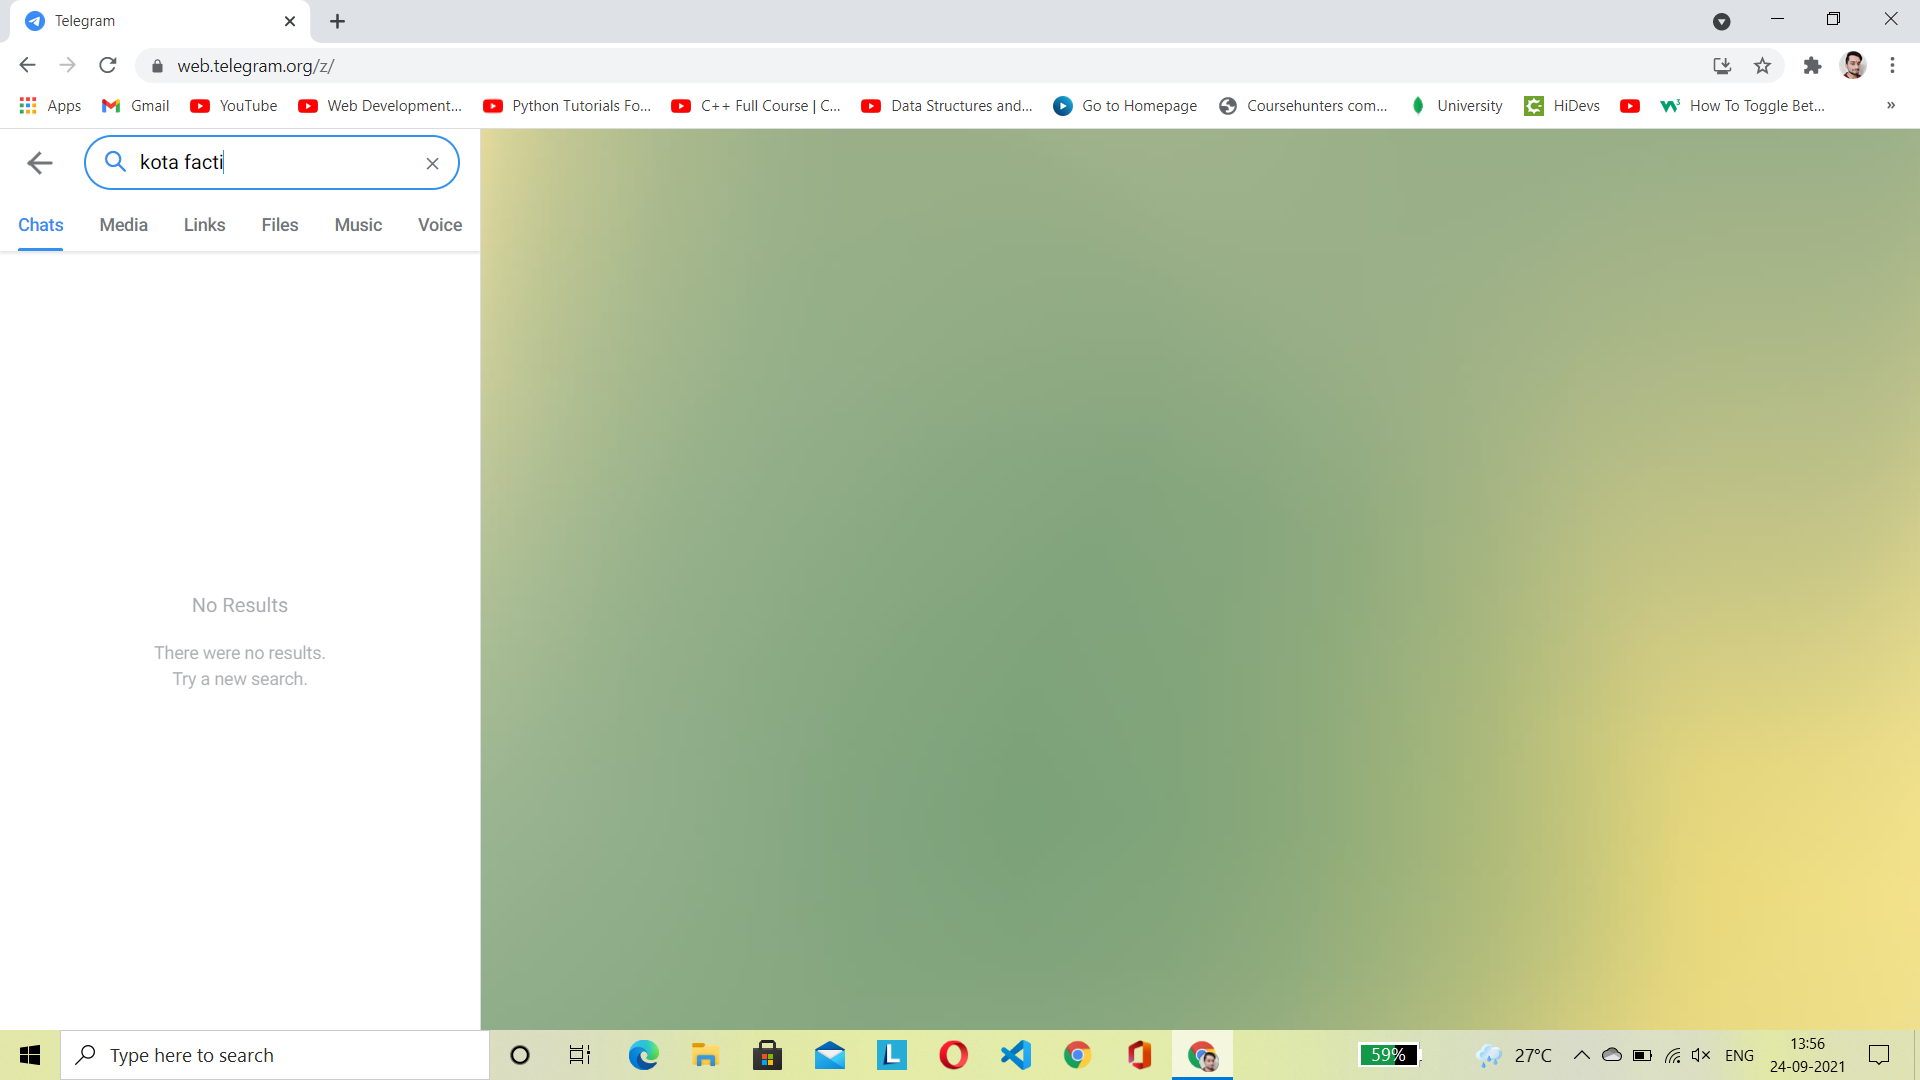 Telegram
web.telegram.org/z/
Apps Gmail YouTube Web Development... Python Tutorials Fo... C++ Full Course | C... Data Structures and... Go to Homepage Coursehunters com... University HiDevs How To Toggle Bet... »
kota facti
Chats Media Links Files Music Voice
No Results
There were no results.
Try a new search.
Type here to search
59%
27°C
ENG
13:56
24-09-2021